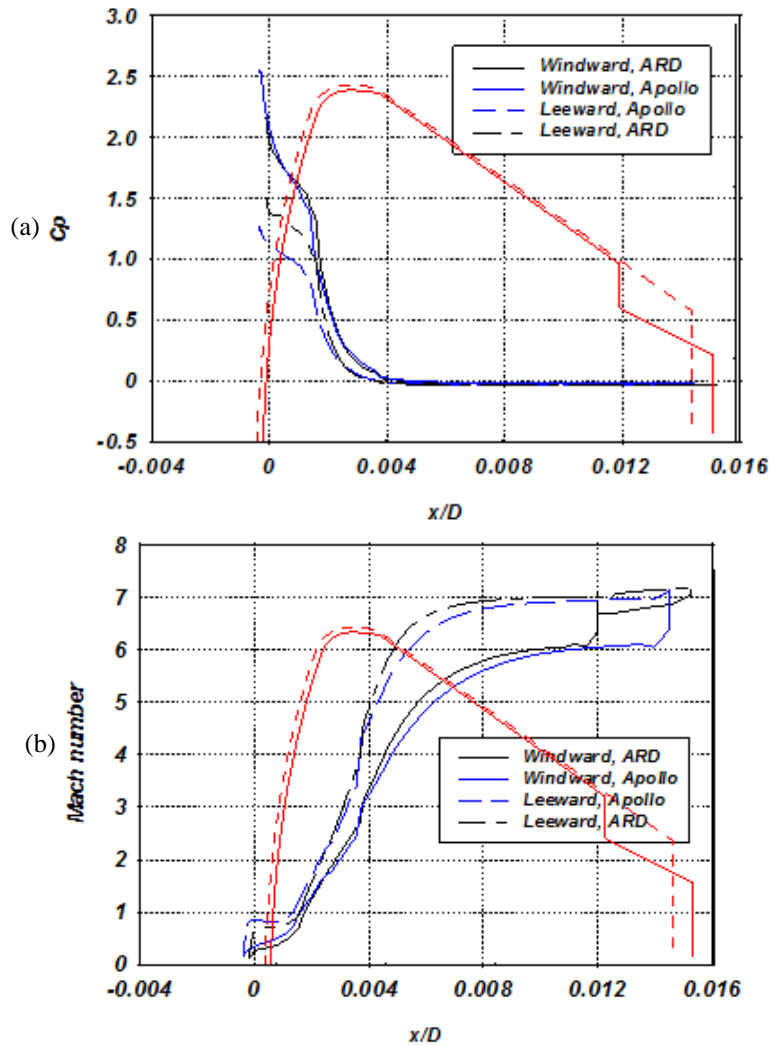 3.0
2.5
2.0
1.5
1.0
0.5
0
-0.5
(a)
Cp
Windward, ARD
Windward, Apollo
Leeward, Apollo
Leeward, ARD
-0.004 0 0.004 0.008 0.012 0.016
x/D
8
7
6
5
4
3
2
1
0
(b)
Mach number
Windward, ARD
Windward, Apollo
Leeward, Apollo
Leeward, ARD
-0.004 0 0.004 0.008 0.012 0.016
x/D